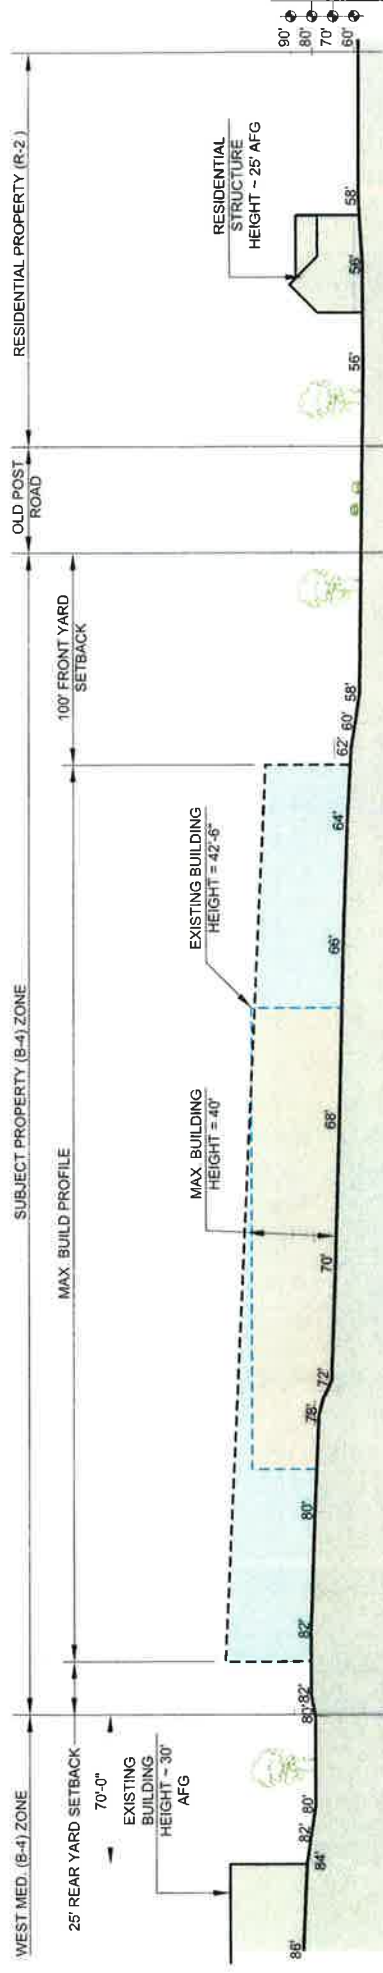 WEST MED. (B-4) ZONE
SUBJECT PROPERTY (B-4) ZONE
OLD POST
ROAD
RESIDENTIAL PROPERTY (R-2 )
25' REAR YARD SETBACK
MAX. BUILD PROFILE
100' FRONT YARD
SETBACK
70'-0"
EXISTING
BUILDING
HEIGHT ~ 30'
AFG
MAX. BUILDING
HEIGHT = 40'
EXISTING BUILDING
HEIGHT = 42'-6"
RESIDENTIAL
STRUCTURE
HEIGHT ~ 25' AFG
90'
80'
70'
60'
86'
84'
82'
80'
80'
82'
82'
80'
78'
72'
70'
68'
66'
64'
62'
60'
58'
56'
56'
58'